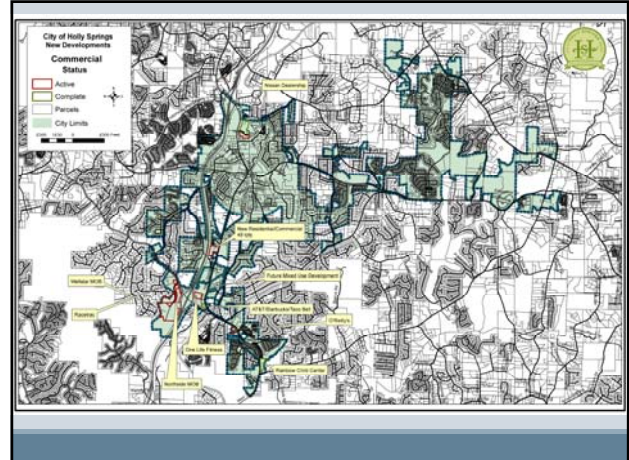 City of Holly Springs
New Developments
Commercial
Status
Active
Complete
Parcels
City Limits
Nissan Dealership
New Residential/Commercial
Future Mixed Use Development
Wellstar MOB
Racetrac
AT&T/Starbucks/Taco Bell
O'Reilly's
One Life Fitness
Northside MOB
Rainbow Child Center